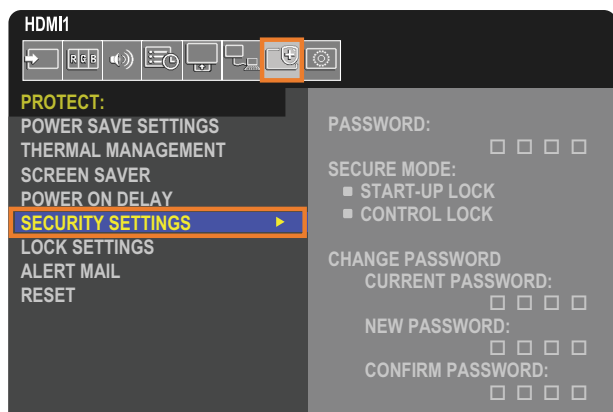 HDMI1
RGB
PROTECT:
POWER SAVE SETTINGS
THERMAL MANAGEMENT
SCREEN SAVER
POWER ON DELAY
SECURITY SETTINGS
LOCK SETTINGS
ALERT MAIL
RESET
PASSWORD:
SECURE MODE:
START-UP LOCK
CONTROL LOCK
CHANGE PASSWORD
CURRENT PASSWORD:
NEW PASSWORD:
CONFIRM PASSWORD: